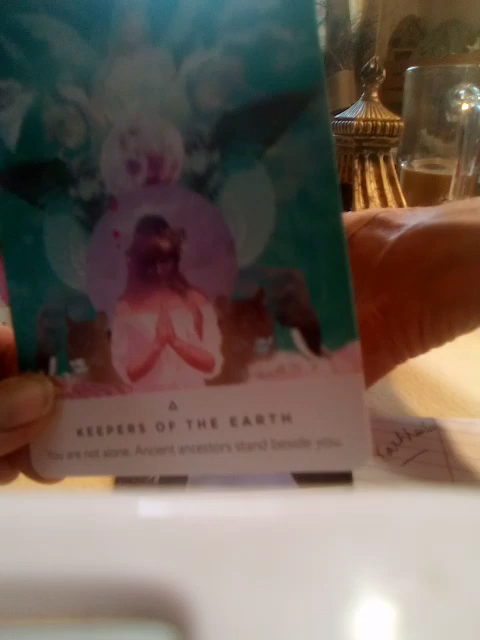 KEEPERS OF THE EARTH
You are not alone. Ancient ancestors stand beside you.